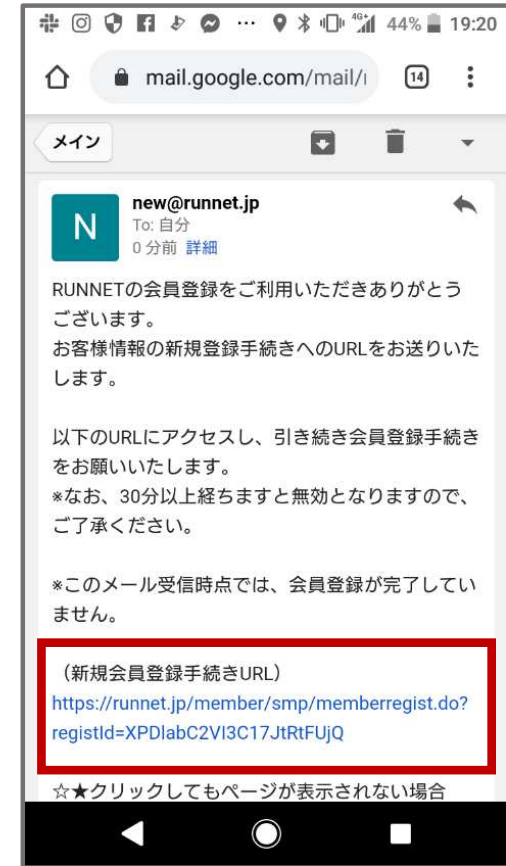 4G+ 44% 19:20
mail.google.com/mail/ 14
メイン
N
new@runnet.jp
To: 自分
0 分前 詳細
RUNNETの会員登録をご利用いただきありがとう
ございます。
お客様情報の新規登録手続きへのURLをお送りいた
します。
以下のURLにアクセスし、引き続き会員登録手続き
をお願いいたします。
*なお、30分以上経ちますと無効となりますので、
ご了承ください。
*このメール受信時点では、会員登録が完了してい
ません。
（新規会員登録手続きURL）
https://runnet.jp/member/smp/memberregist.do?
registId=XPDlabC2VI3C17JtRtFUjQ
☆★クリックしてもページが表示されない場合